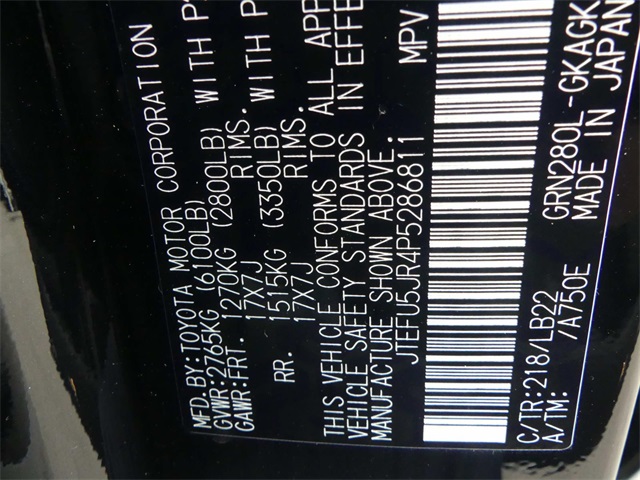 MFD.BY:TOYOTA MOTOR CORPORATION
GVWR:2765KG (6100LB)
GAWR:FRT. 1270KG (2800LB) WITH P
17X7J RIMS.
RR. 1515KG (3350LB) WITH P
17X7J RIMS.
THIS VEHICLE CONFORMS TO ALL APP
VEHICLE SAFETY STANDARDS IN EFFE
MANUFACTURE SHOWN ABOVE.
JTEFU5JR4P5286811 MPV
C/TR:218/LB22 GRN280L-GKAGK
A/TM: /A750E MADE IN JAPAN